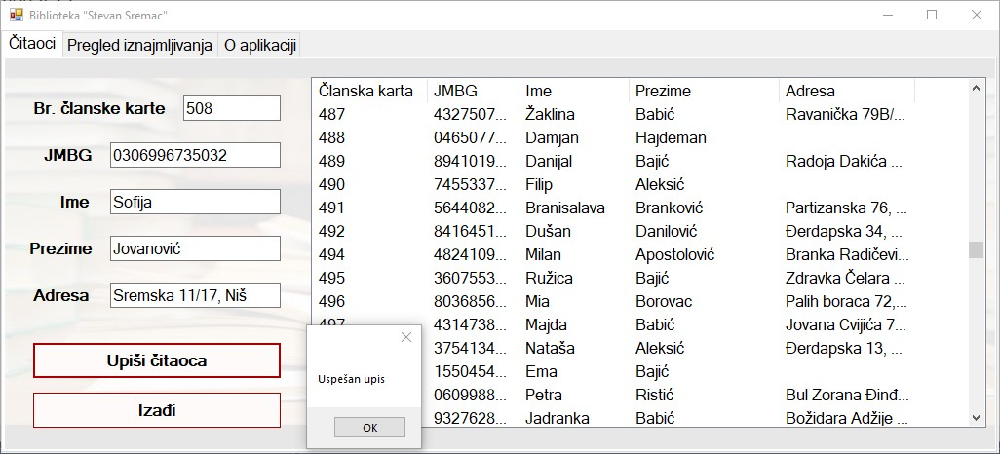 Biblioteka "Stevan Sremac"
Čitaoci Pregled iznajmljivanja O aplikaciji
Br. članske karte 508
JMBG 0306996735032
Ime Sofija
Prezime Jovanović
Adresa Sremska 11/17, Niš
Upiši čitaoca
Izađi
Članska karta JMBG Ime Prezime Adresa
487 4327507... Žaklina Babić Ravanička 79B/...
488 0465077... Damjan Hajdeman
489 8941019... Danijal Bajić Radoja Dakića ...
490 7455337... Filip Aleksić
491 5644082... Branisalava Branković Partizanska 76, ...
492 8416451... Dušan Danilović Đerdapska 34, ...
494 4824109... Milan Apostolović Branka Radičevi...
495 3607553... Ružica Bajić Zdravka Čelara ...
496 8036856... Mia Borovac Palih boraca 72,...
497 4314738... Majda Babić Jovana Cvijića 7...
3754134... Nataša Aleksić Đerdapska 13, ...
1550454... Ema Bajić
0609988... Petra Ristić Bul Zorana Đinđ...
9327628... Jadranka Babić Božidara Adžije ...
Uspešan upis
OK